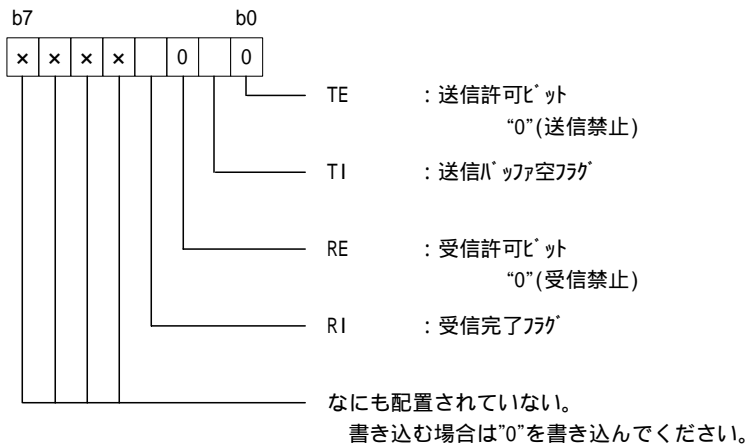 b7 b0
× × × × 0 0
TE : 送信許可ﾋﾞｯﾄ
“0”(送信禁止)
TI : 送信ﾊﾞｯﾌｧ空ﾌﾗｸﾞ
RE : 受信許可ﾋﾞｯﾄ
“0”(受信禁止)
RI : 受信完了ﾌﾗｸﾞ
なにも配置されていない。
書き込む場合は”0”を書き込んでください。